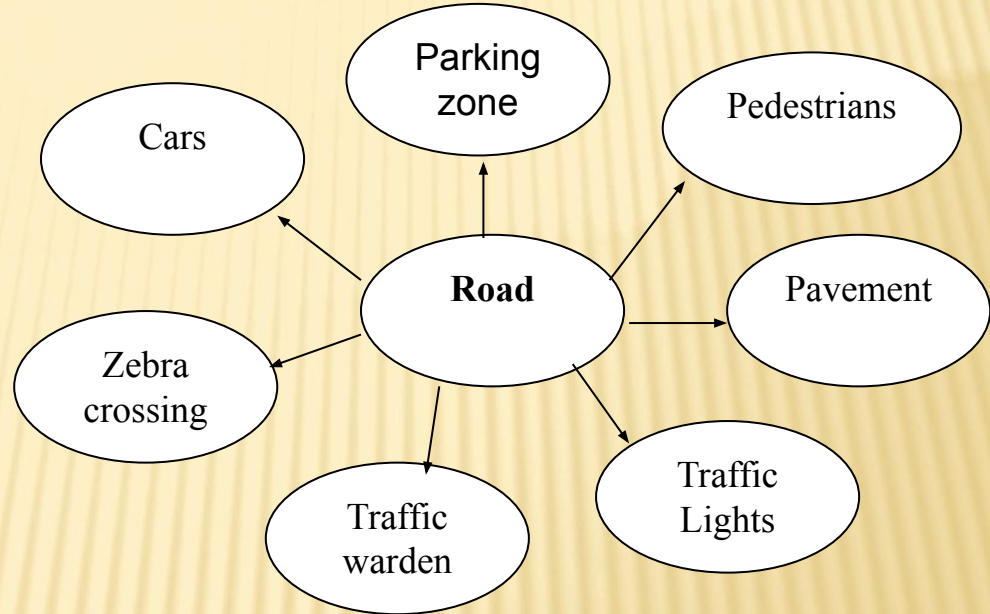 Parking
zone
Pedestrians
Cars
Road
Pavement
Zebra
crossing
Traffic
Lights
Traffic
warden